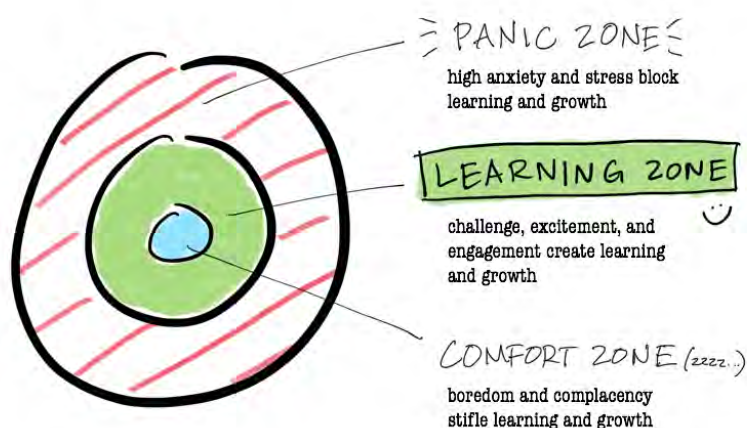 PANIC ZONE
high anxiety and stress block
learning and growth
LEARNING ZONE
challenge, excitement, and
engagement create learning
and growth
COMFORT ZONE (zzzz...)
boredom and complacency
stifle learning and growth